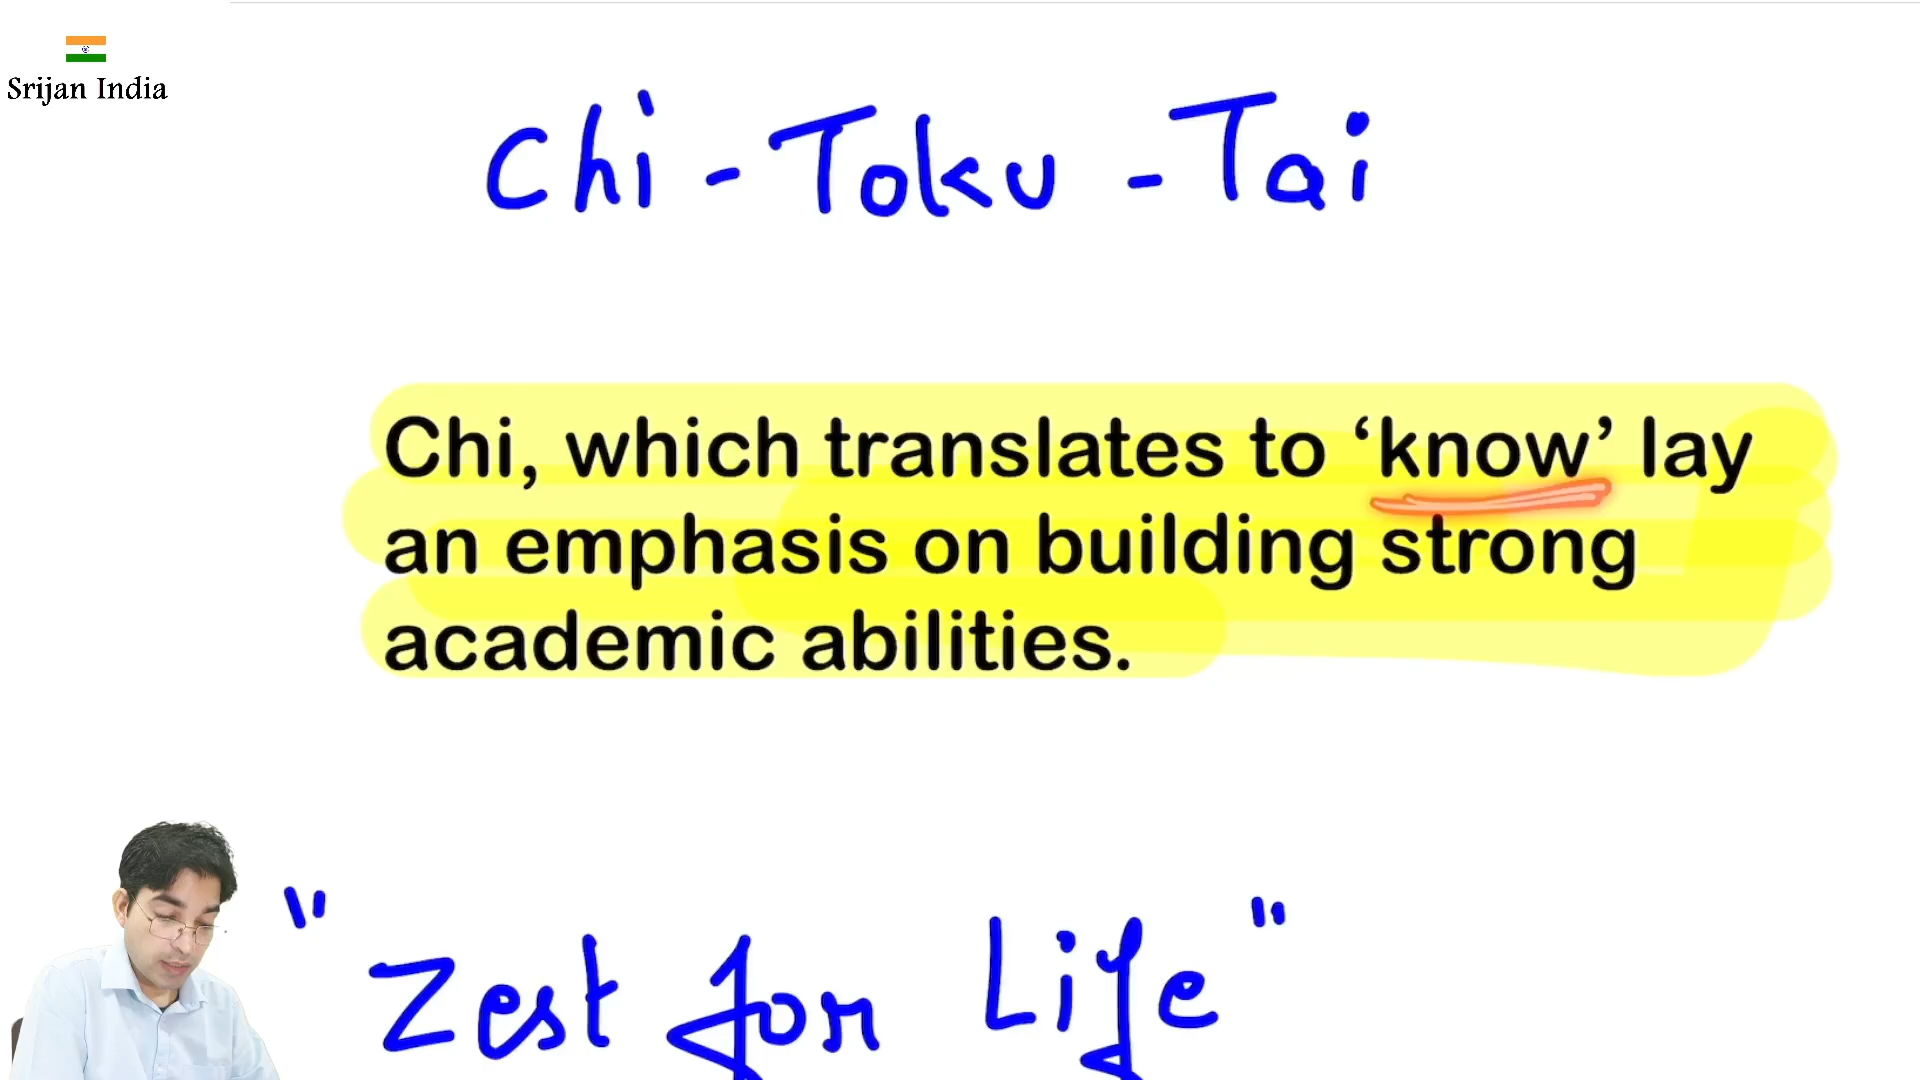 Srijan India
Chi - Toku - Tai
Chi, which translates to ‘know’ lay
an emphasis on building strong
academic abilities.
"Zest for Life"